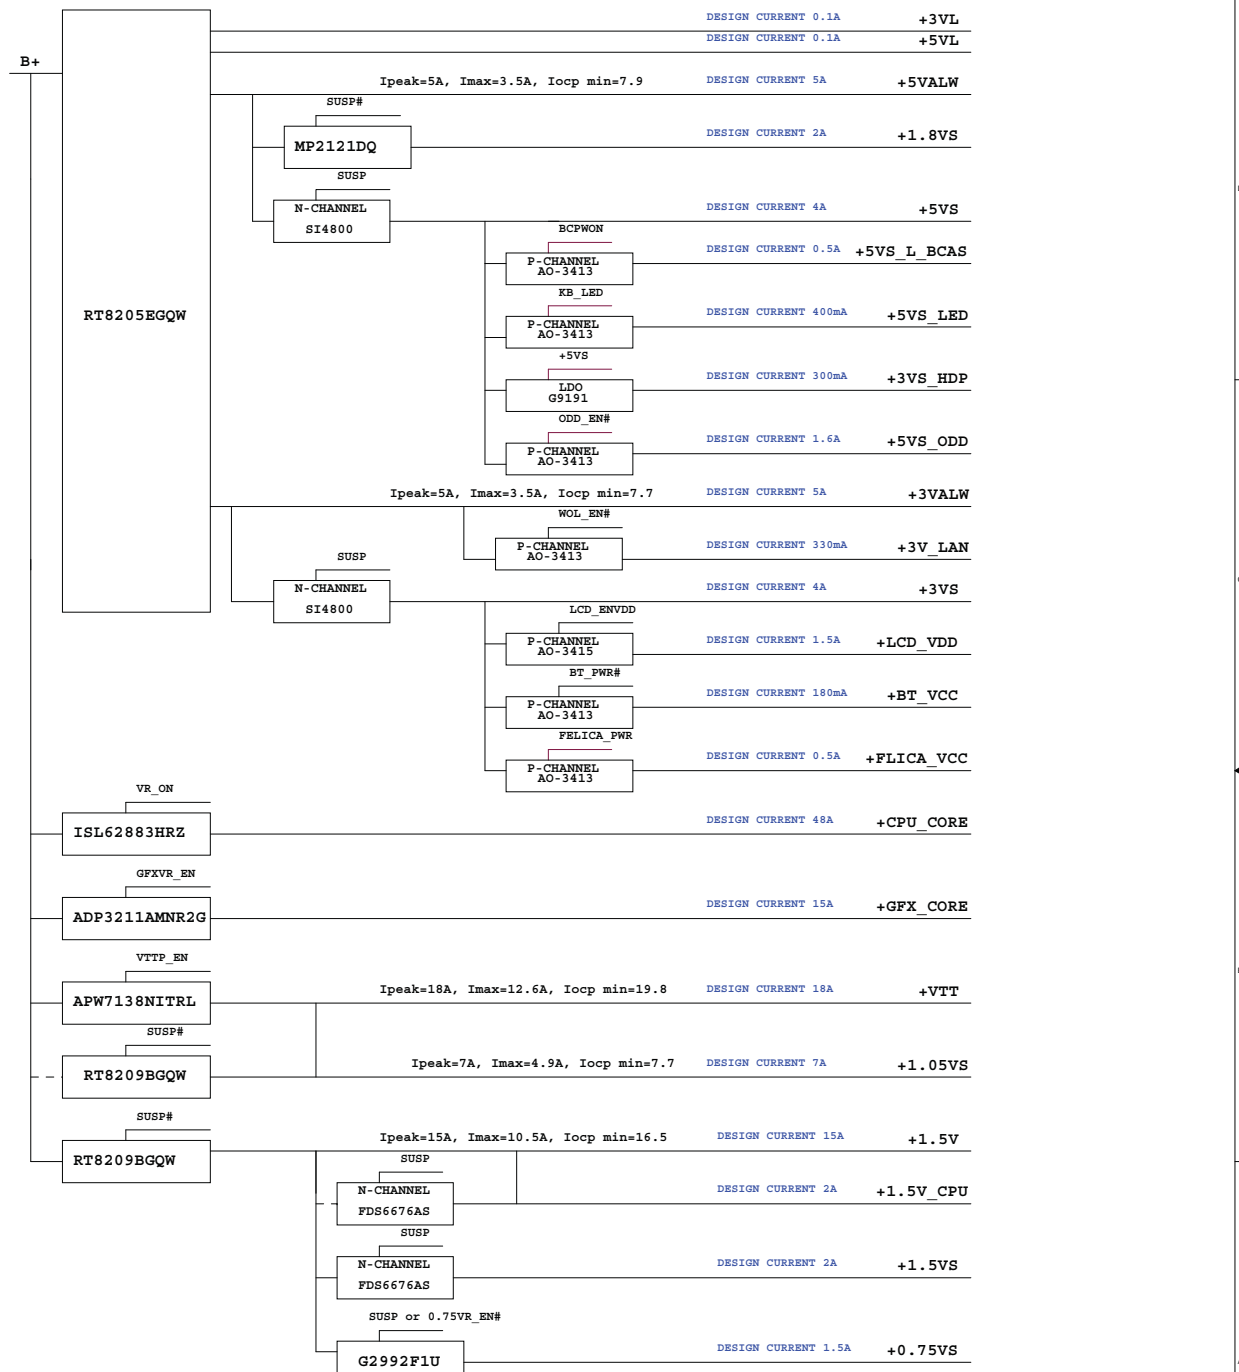 DESIGN CURRENT 0.1A +3VL
DESIGN CURRENT 0.1A +5VL
B+
Ipeak=5A, Imax=3.5A, Iocp min=7.9 DESIGN CURRENT 5A +5VALW
SUSP#
MP2121DQ DESIGN CURRENT 2A +1.8VS
SUSP
N-CHANNEL DESIGN CURRENT 4A +5VS
SI4800
BCPWON
P-CHANNEL DESIGN CURRENT 0.5A +5VS_L_BCAS
AO-3413
KB_LED
RT8205EGQW
P-CHANNEL DESIGN CURRENT 400mA +5VS_LED
AO-3413
+5VS
LDO DESIGN CURRENT 300mA +3VS_HDP
G9191
ODD_EN#
P-CHANNEL DESIGN CURRENT 1.6A +5VS_ODD
AO-3413
Ipeak=5A, Imax=3.5A, Iocp min=7.7 DESIGN CURRENT 5A +3VALW
WOL_EN#
P-CHANNEL DESIGN CURRENT 330mA +3V_LAN
AO-3413
SUSP
N-CHANNEL DESIGN CURRENT 4A +3VS
SI4800
LCD_ENVDD
P-CHANNEL DESIGN CURRENT 1.5A +LCD_VDD
AO-3415
BT_PWR#
P-CHANNEL DESIGN CURRENT 180mA +BT_VCC
AO-3413
FELICA_PWR
P-CHANNEL DESIGN CURRENT 0.5A +FLICA_VCC
AO-3413
VR_ON
ISL62883HRZ DESIGN CURRENT 48A +CPU_CORE
GFXVR_EN
ADP3211AMNR2G DESIGN CURRENT 15A +GFX_CORE
VTTP_EN
APW7138NITRL Ipeak=18A, Imax=12.6A, Iocp min=19.8 DESIGN CURRENT 18A +VTT
SUSP#
RT8209BGQW Ipeak=7A, Imax=4.9A, Iocp min=7.7 DESIGN CURRENT 7A +1.05VS
SUSP#
RT8209BGQW Ipeak=15A, Imax=10.5A, Iocp min=16.5 DESIGN CURRENT 15A +1.5V
SUSP
N-CHANNEL DESIGN CURRENT 2A +1.5V_CPU
FDS6676AS
SUSP
N-CHANNEL DESIGN CURRENT 2A +1.5VS
FDS6676AS
SUSP or 0.75VR_EN#
G2992F1U DESIGN CURRENT 1.5A +0.75VS